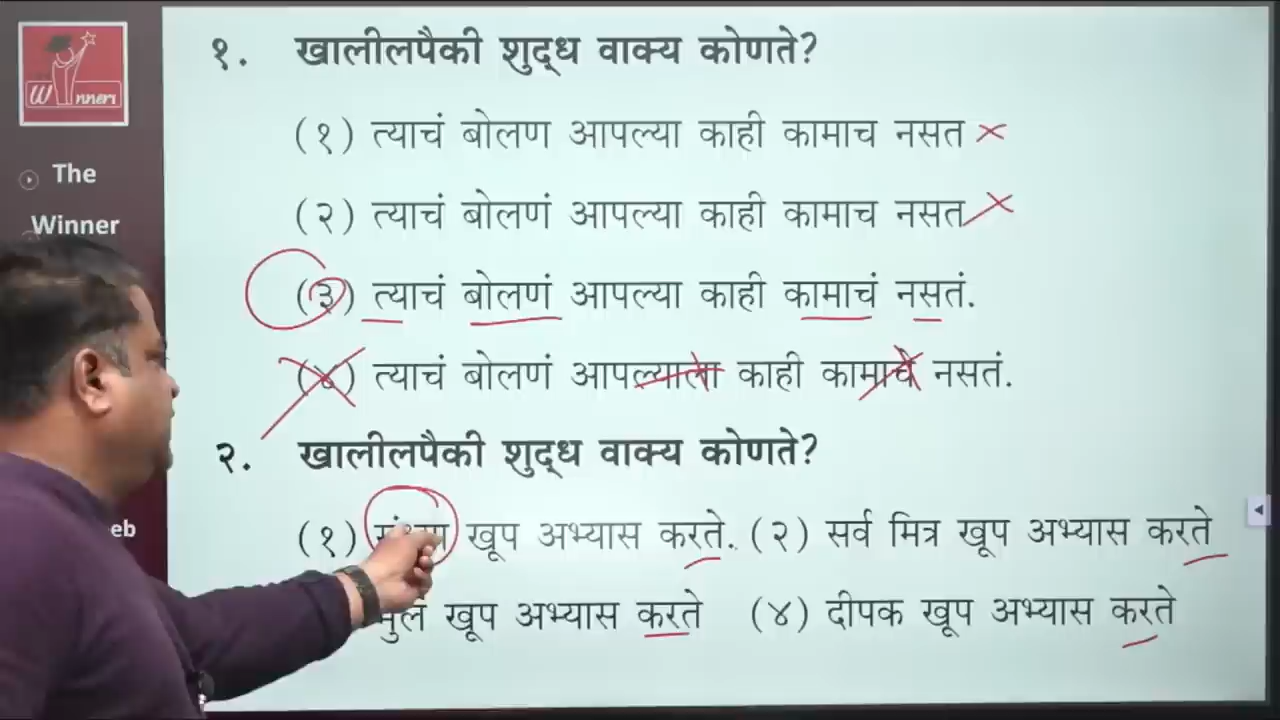 Winners
The
Winner
eb
१. खालीलपैकी शुद्ध वाक्य कोणते?
(१) त्याचं बोलण आपल्या काही कामाच नसत
(२) त्याचं बोलणं आपल्या काही कामाच नसत
(३) त्याचं बोलणं आपल्या काही कामाचं नसतं.
(४) त्याचं बोलणं आपल्याला काही कामाचे नसतं.
२. खालीलपैकी शुद्ध वाक्य कोणते?
(१) खूप अभ्यास करते. (२) सर्व मित्र खूप अभ्यास करते
खूप अभ्यास करते (४) दीपक खूप अभ्यास करते